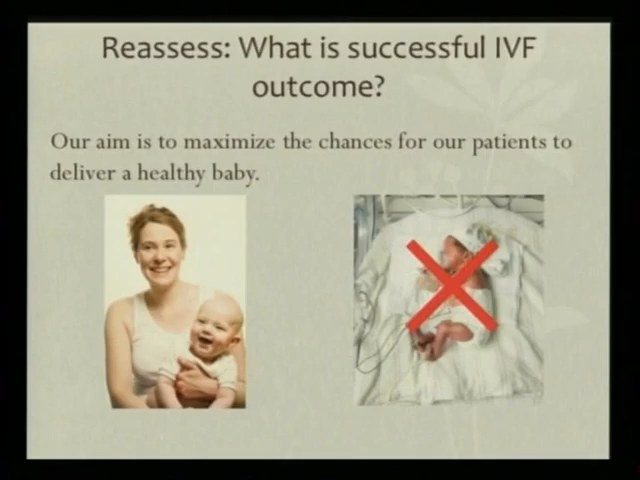 Reassess: What is successful IVF
outcome?
Our aim is to maximize the chances for our patients to
deliver a healthy baby.